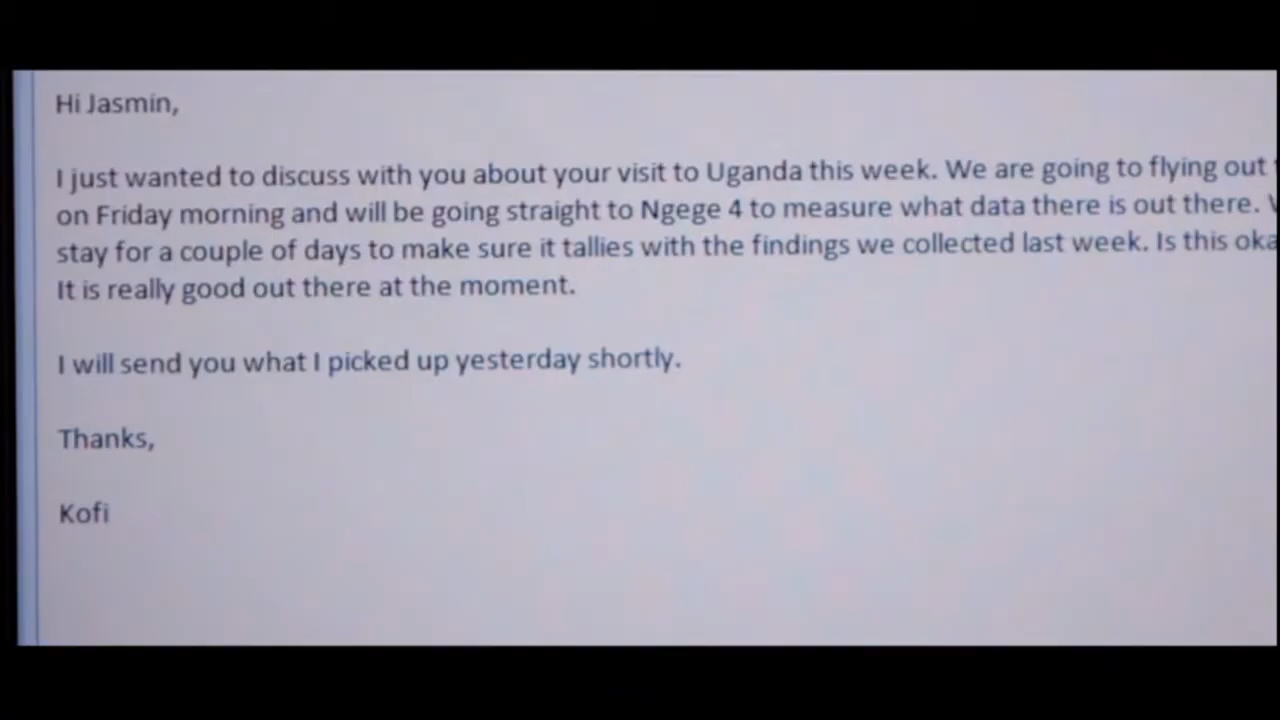 Hi Jasmin,
I just wanted to discuss with you about your visit to Uganda this week. We are going to flying out
on Friday morning and will be going straight to Ngege 4 to measure what data there is out there.
stay for a couple of days to make sure it tallies with the findings we collected last week. Is this oka
It is really good out there at the moment.
I will send you what I picked up yesterday shortly.
Thanks,
Kofi